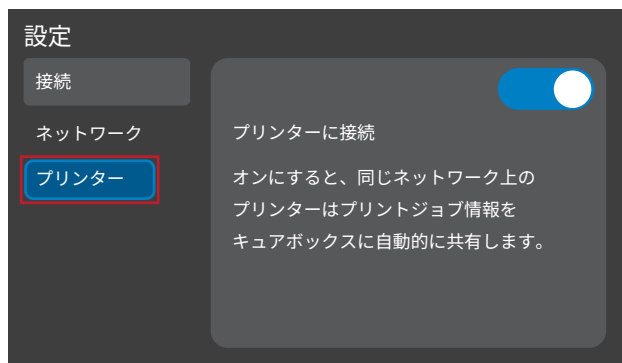 設定
接続
ネットワーク
プリンター
プリンターに接続
オンにすると、同じネットワーク上の
プリンターはプリントジョブ情報を
キュアボックスに自動的に共有します。